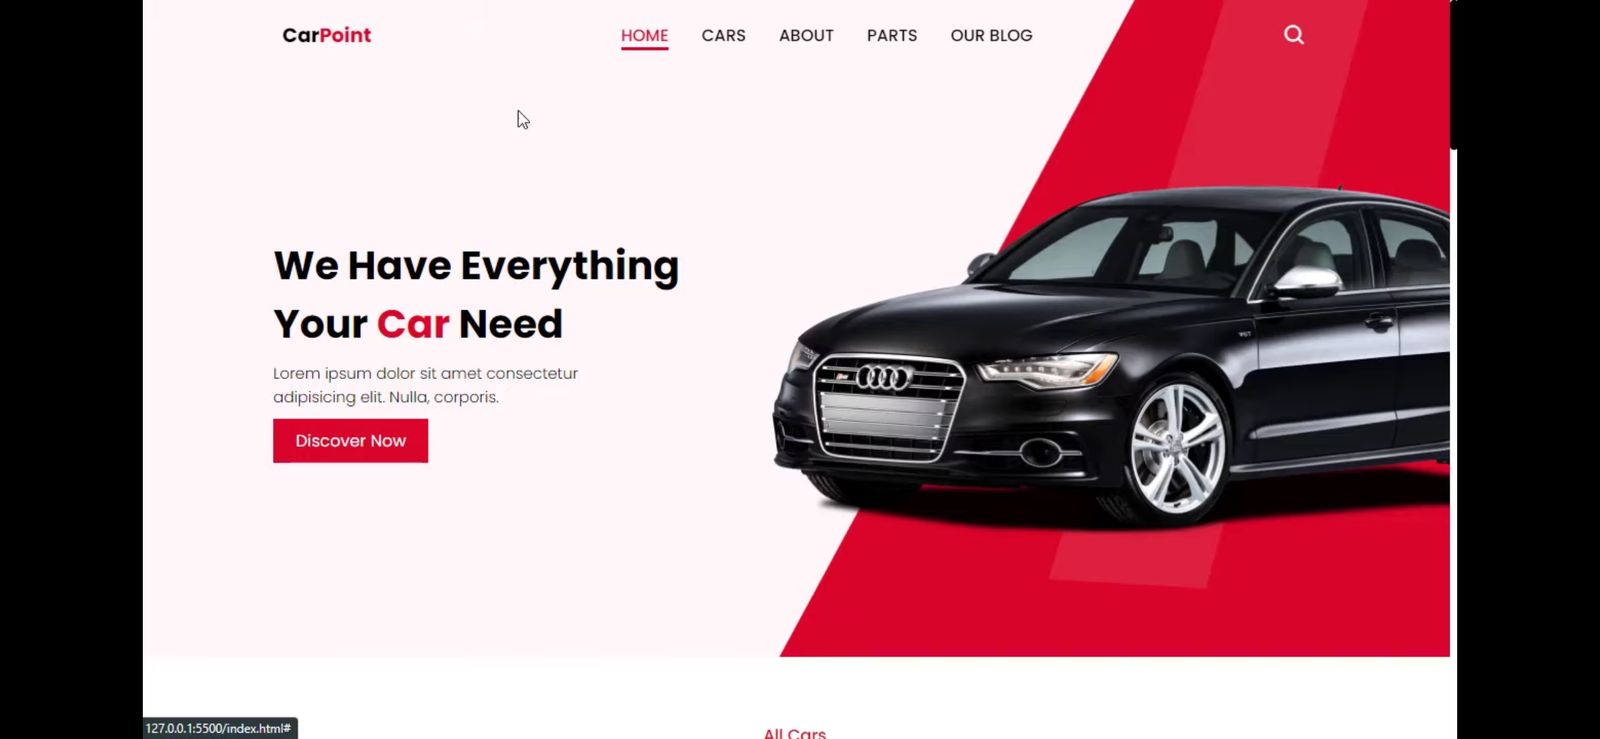 CarPoint
HOME CARS ABOUT PARTS OUR BLOG
We Have Everything
Your Car Need
Lorem ipsum dolor sit amet consectetur
adipisicing elit. Nulla, corporis.
Discover Now
All Cars
127.0.0.1:5500/index.html#